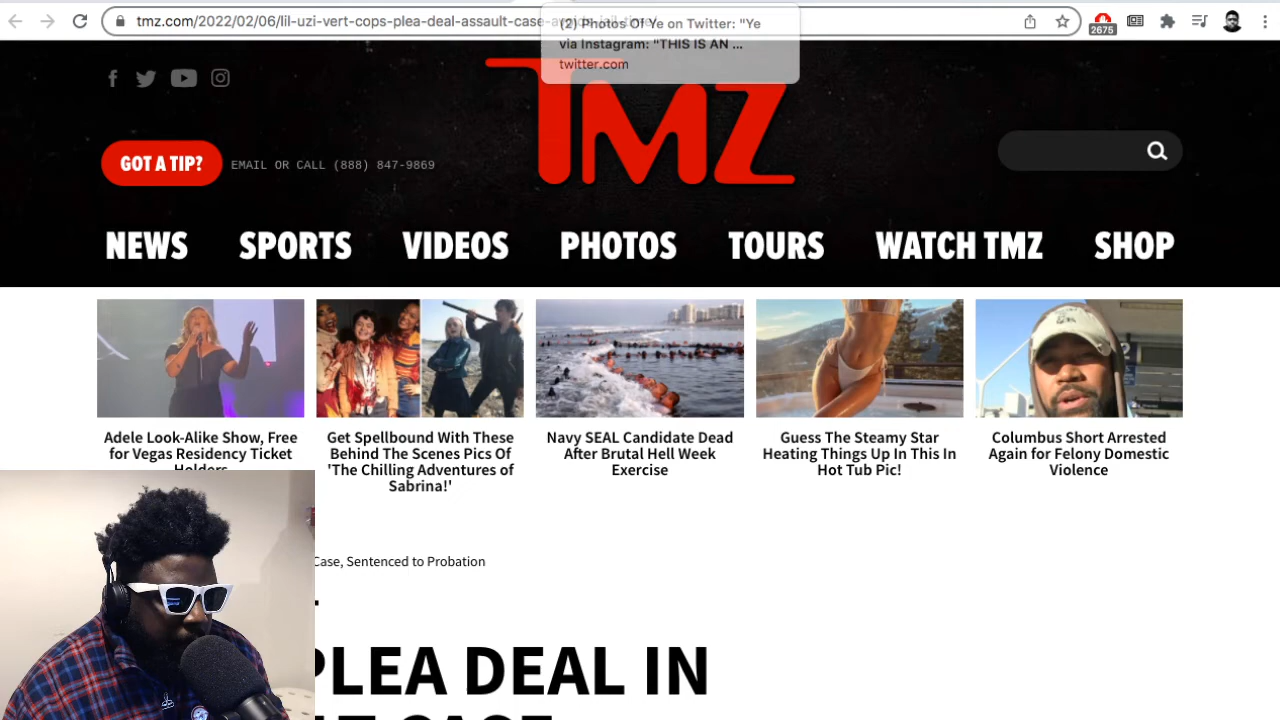 tmz.com/2022/02/06/lil-uzi-vert-cops-plea-deal-assault-case-
(2) Photos Of Ye on Twitter: "Ye
via Instagram: "THIS IS AN ...
twitter.com
2675
TMZ
GOT A TIP?
EMAIL OR CALL (888) 847-9869
NEWS
SPORTS
VIDEOS
PHOTOS
TOURS
WATCH TMZ
SHOP
Adele Look-Alike Show, Free
for Vegas Residency Ticket
Holders
Get Spellbound With These
Behind The Scenes Pics Of
'The Chilling Adventures of
Sabrina!'
Navy SEAL Candidate Dead
After Brutal Hell Week
Exercise
Guess The Steamy Star
Heating Things Up In This In
Hot Tub Pic!
Columbus Short Arrested
Again for Felony Domestic
Violence
Case, Sentenced to Probation
PLEA DEAL IN
CASE